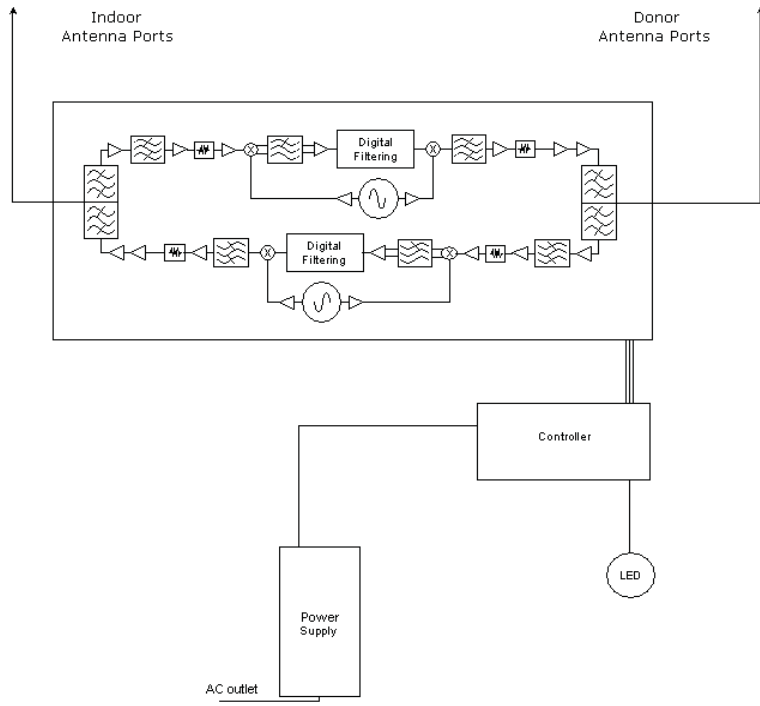 Indoor
Antenna Ports
Donor
Antenna Ports
Digital
Filtering
X
X
Digital
Filtering
X
X
Controller
LED
Power
Supply
AC outlet